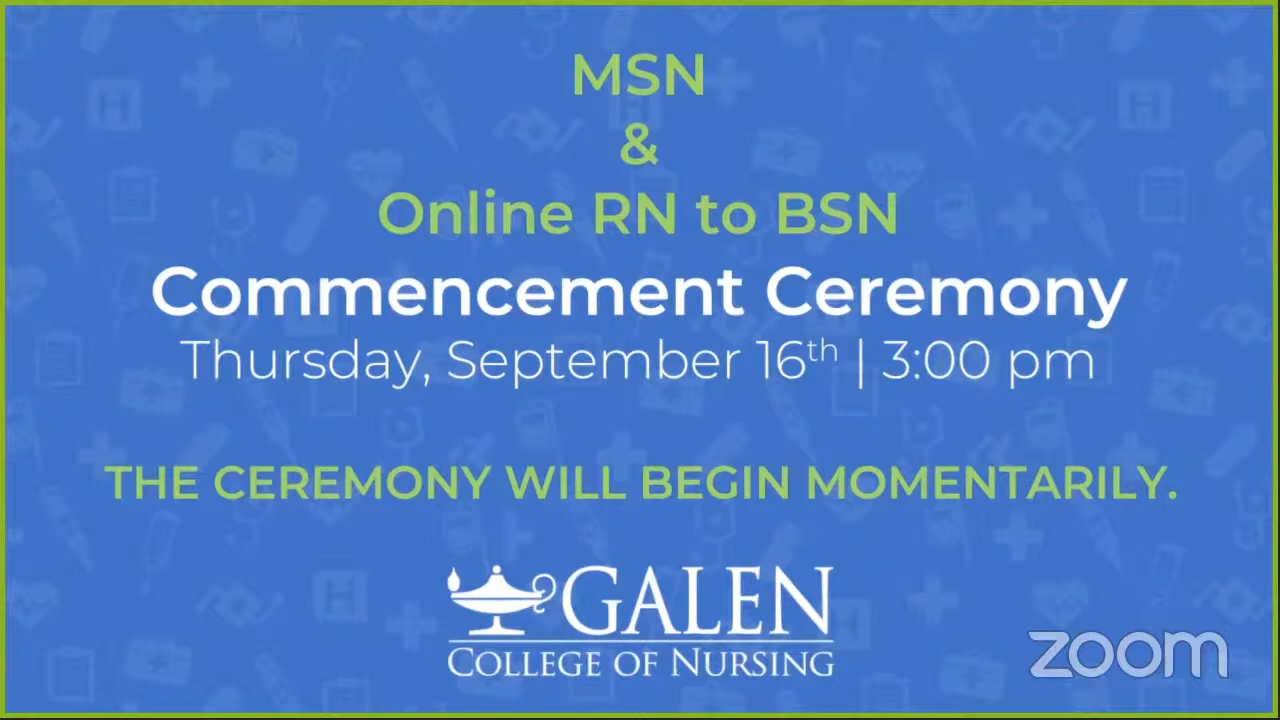 MSN
&
Online RN to BSN
Commencement Ceremony
Thursday, September 16th | 3:00 pm
THE CEREMONY WILL BEGIN MOMENTARILY.
GALEN
COLLEGE OF NURSING
zoom